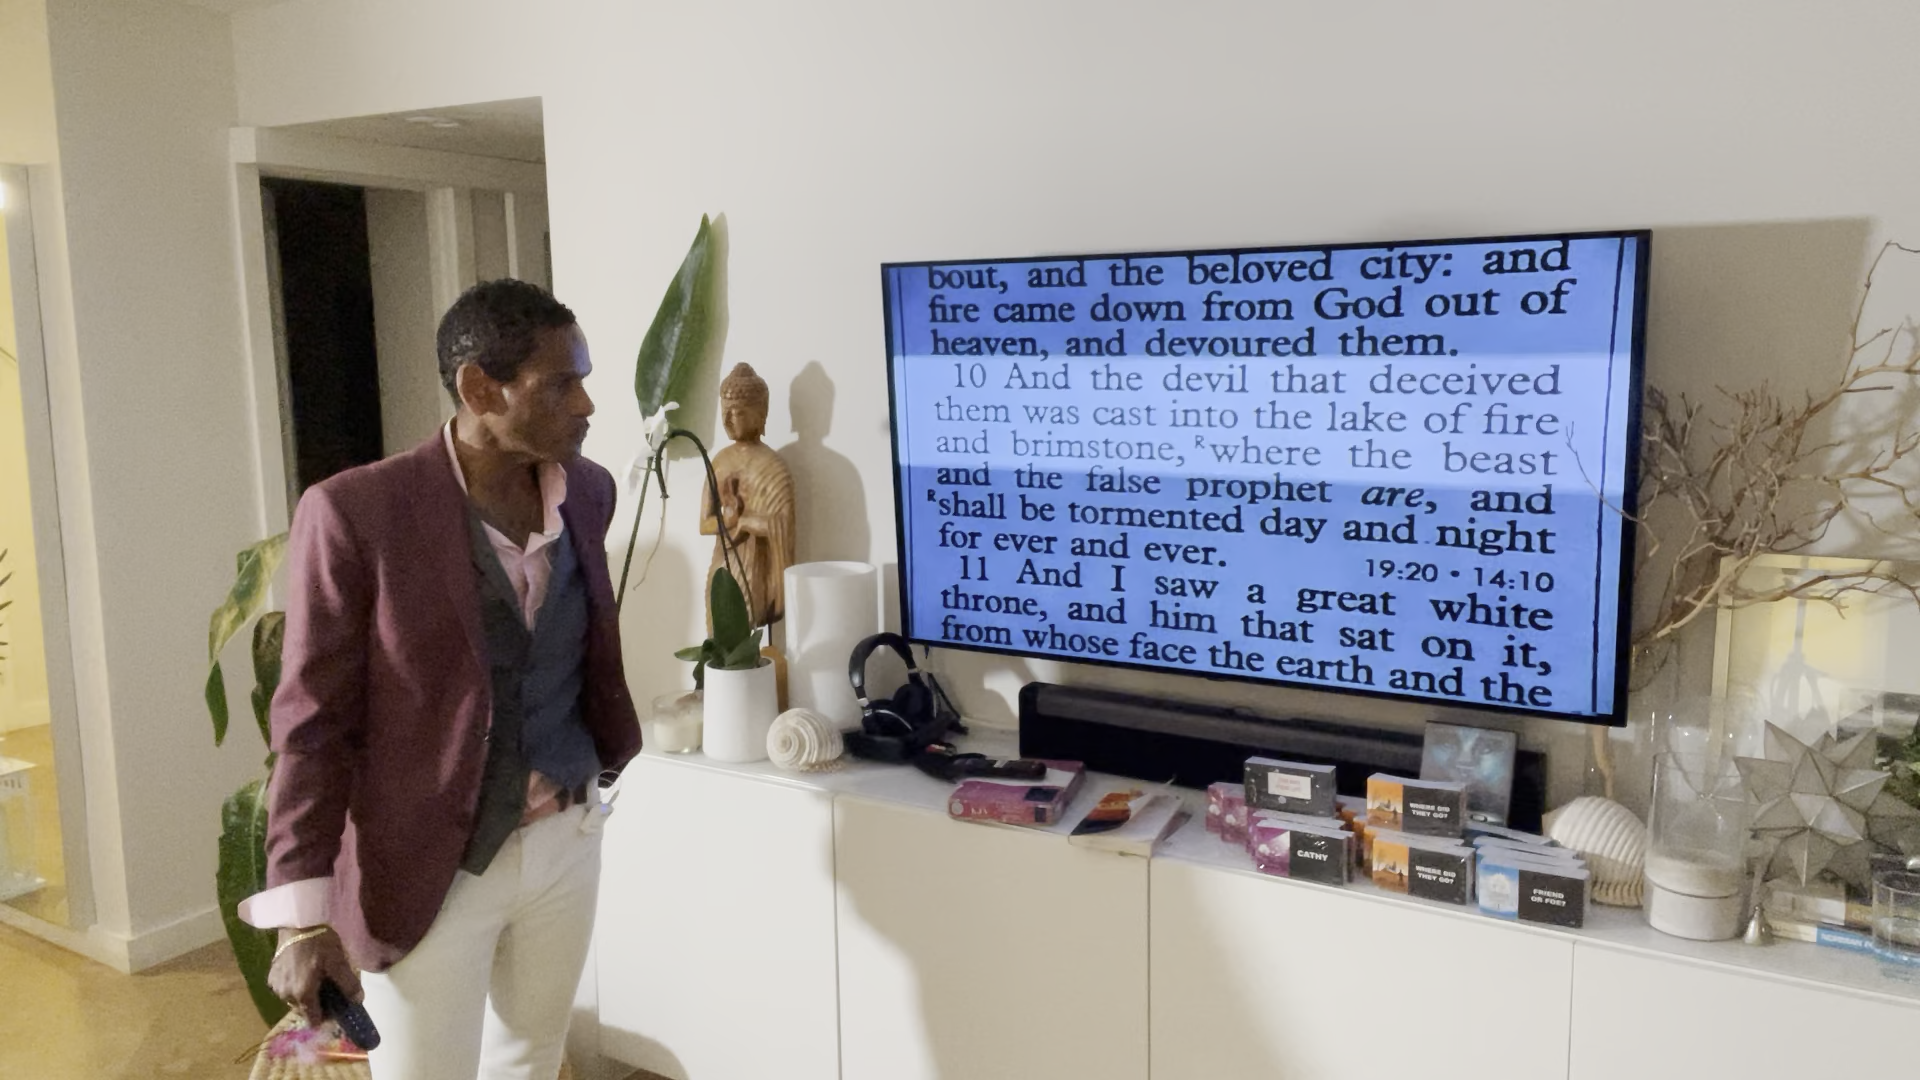 bout, and the beloved city: and
fire came down from God out of
heaven, and devoured them.
10 And the devil that deceived
them was cast into the lake of fire
and brimstone, ᴿwhere the beast
and the false prophet are, and
ᴿshall be tormented day and night
for ever and ever. 19:20 • 14:10
11 And I saw a great white
throne, and him that sat on it,
from whose face the earth and the
WHERE DID
THEY GO?
CATHY
WHERE DID
THEY GO?
FRIEND
OR FOE?